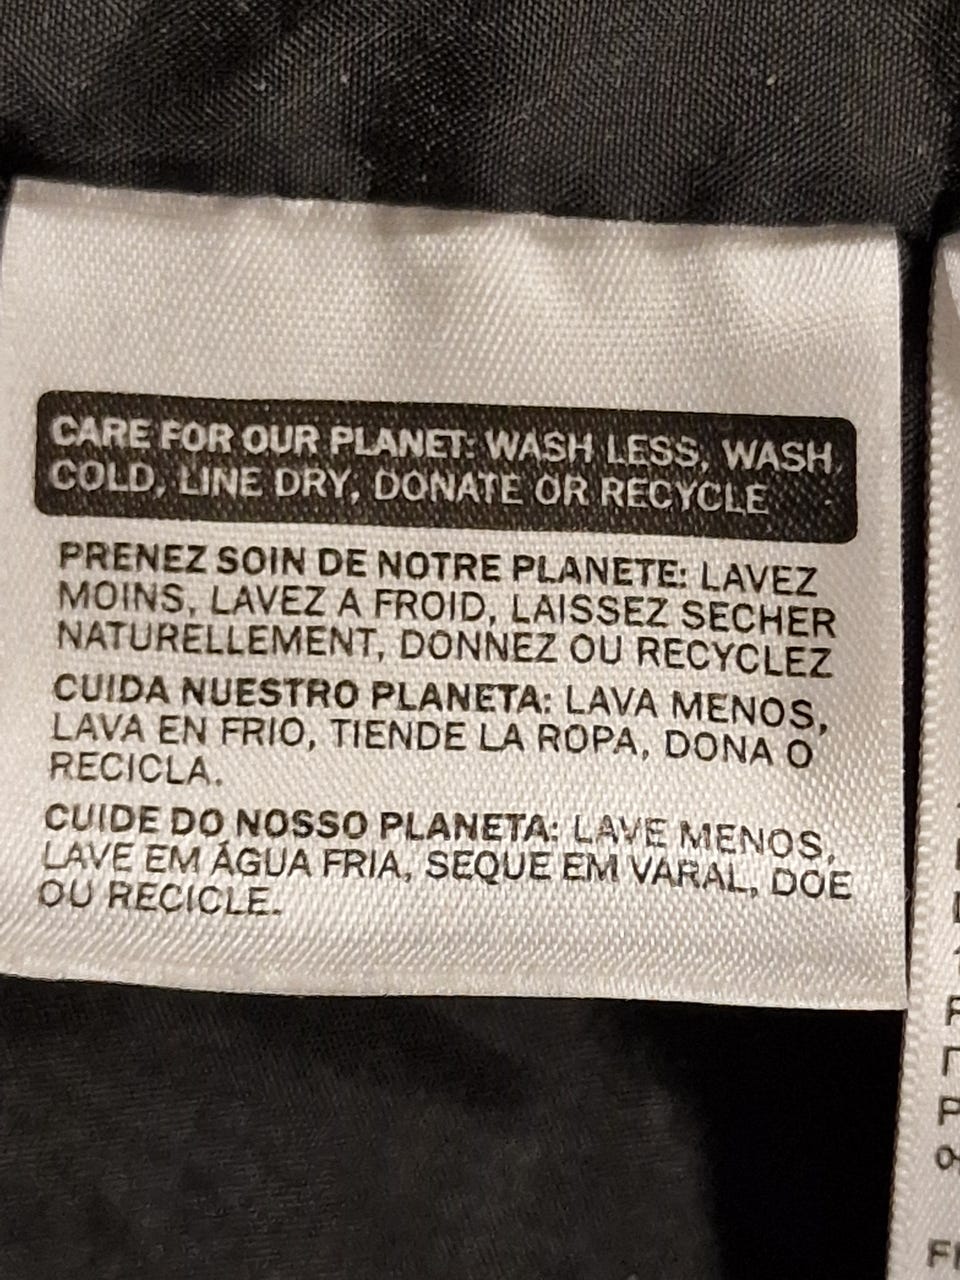 CARE FOR OUR PLANET: WASH LESS, WASH
COLD, LINE DRY, DONATE OR RECYCLE
PRENEZ SOIN DE NOTRE PLANETE: LAVEZ
MOINS, LAVEZ A FROID, LAISSEZ SECHER
NATURELLEMENT, DONNEZ OU RECYCLEZ
CUIDA NUESTRO PLANETA: LAVA MENOS,
LAVA EN FRIO, TIENDE LA ROPA, DONA O
RECICLA.
CUIDE DO NOSSO PLANETA: LAVE MENOS,
LAVE EM ÁGUA FRIA, SEQUE EM VARAL, DOE
OU RECICLE.